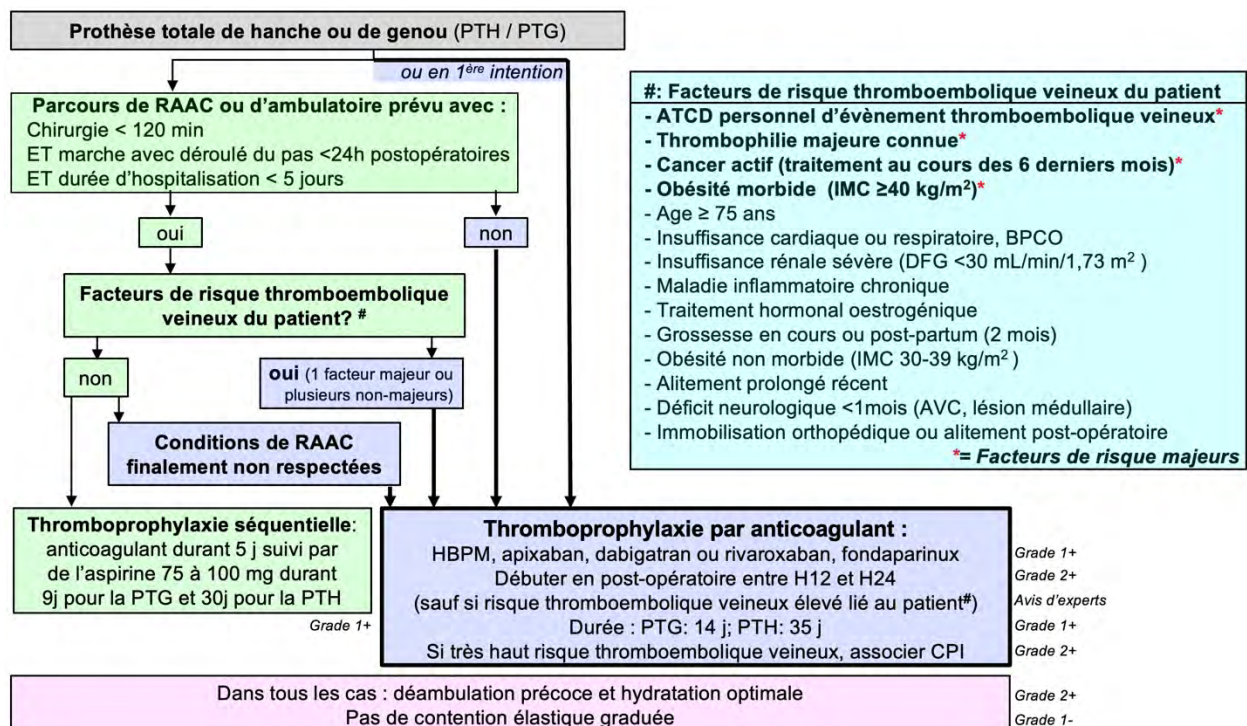 Prothèse totale de hanche ou de genou (PTH / PTG)
ou en 1ère intention
Parcours de RAAC ou d'ambulatoire prévu avec :
Chirurgie < 120 min
ET marche avec déroulé du pas <24h postopératoires
ET durée d'hospitalisation < 5 jours
oui
non
Facteurs de risque thromboembolique
veineux du patient? #
non
oui (1 facteur majeur ou
plusieurs non-majeurs)
Conditions de RAAC
finalement non respectées
Thromboprophylaxie séquentielle:
anticoagulant durant 5 j suivi par
de l'aspirine 75 à 100 mg durant
9j pour la PTG et 30j pour la PTH
Grade 1+
Thromboprophylaxie par anticoagulant :
HBPM, apixaban, dabigatran ou rivaroxaban, fondaparinux
Grade 1+
Débuter en post-opératoire entre H12 et H24
Grade 2+
(sauf si risque thromboembolique veineux élevé lié au patient#)
Avis d'experts
Durée : PTG: 14 j; PTH: 35 j
Grade 1+
Si très haut risque thromboembolique veineux, associer CPI
Grade 2+
Dans tous les cas : déambulation précoce et hydratation optimale
Grade 2+
Pas de contention élastique graduée
Grade 1-
#: Facteurs de risque thromboembolique veineux du patient
- ATCD personnel d'évènement thromboembolique veineux*
- Thrombophilie majeure connue*
- Cancer actif (traitement au cours des 6 derniers mois)*
- Obésité morbide (IMC ≥40 kg/m²)*
- Age ≥ 75 ans
- Insuffisance cardiaque ou respiratoire, BPCO
- Insuffisance rénale sévère (DFG <30 mL/min/1,73 m² )
- Maladie inflammatoire chronique
- Traitement hormonal oestrogénique
- Grossesse en cours ou post-partum (2 mois)
- Obésité non morbide (IMC 30-39 kg/m² )
- Alitement prolongé récent
- Déficit neurologique <1mois (AVC, lésion médullaire)
- Immobilisation orthopédique ou alitement post-opératoire
*= Facteurs de risque majeurs